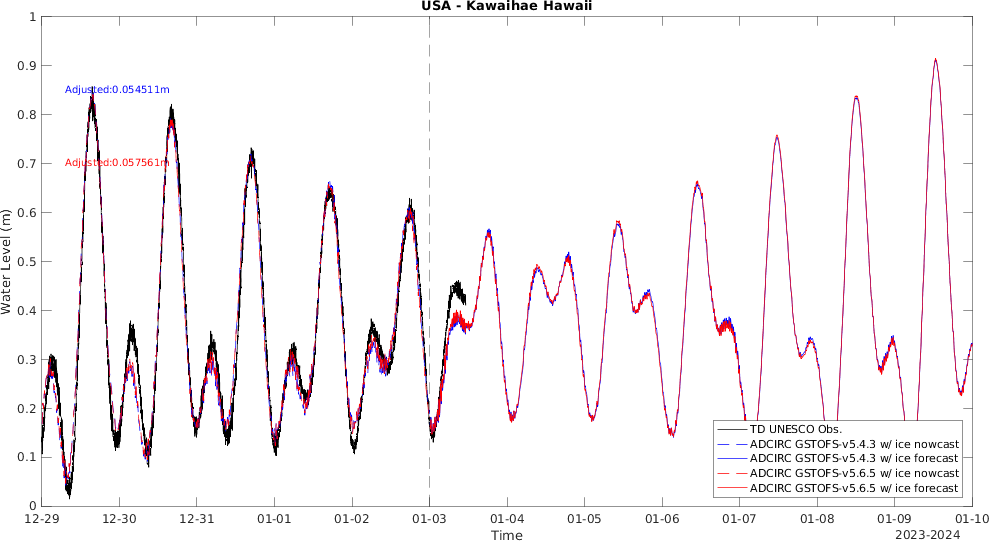 USA - Kawaihae Hawaii
1
0.9
0.8
0.7
0.6
0.5
0.4
0.3
0.2
0.1
0
Water Level (m)
Adjusted:0.054511m
Adjusted:0.057561m
TD UNESCO Obs.
ADCIRC GSTOFS-v5.4.3 w/ ice nowcast
ADCIRC GSTOFS-v5.4.3 w/ ice forecast
ADCIRC GSTOFS-v5.6.5 w/ ice nowcast
ADCIRC GSTOFS-v5.6.5 w/ ice forecast
12-29 12-30 12-31 01-01 01-02 01-03 01-04 01-05 01-06 01-07 01-08 01-09 01-10
Time
2023-2024